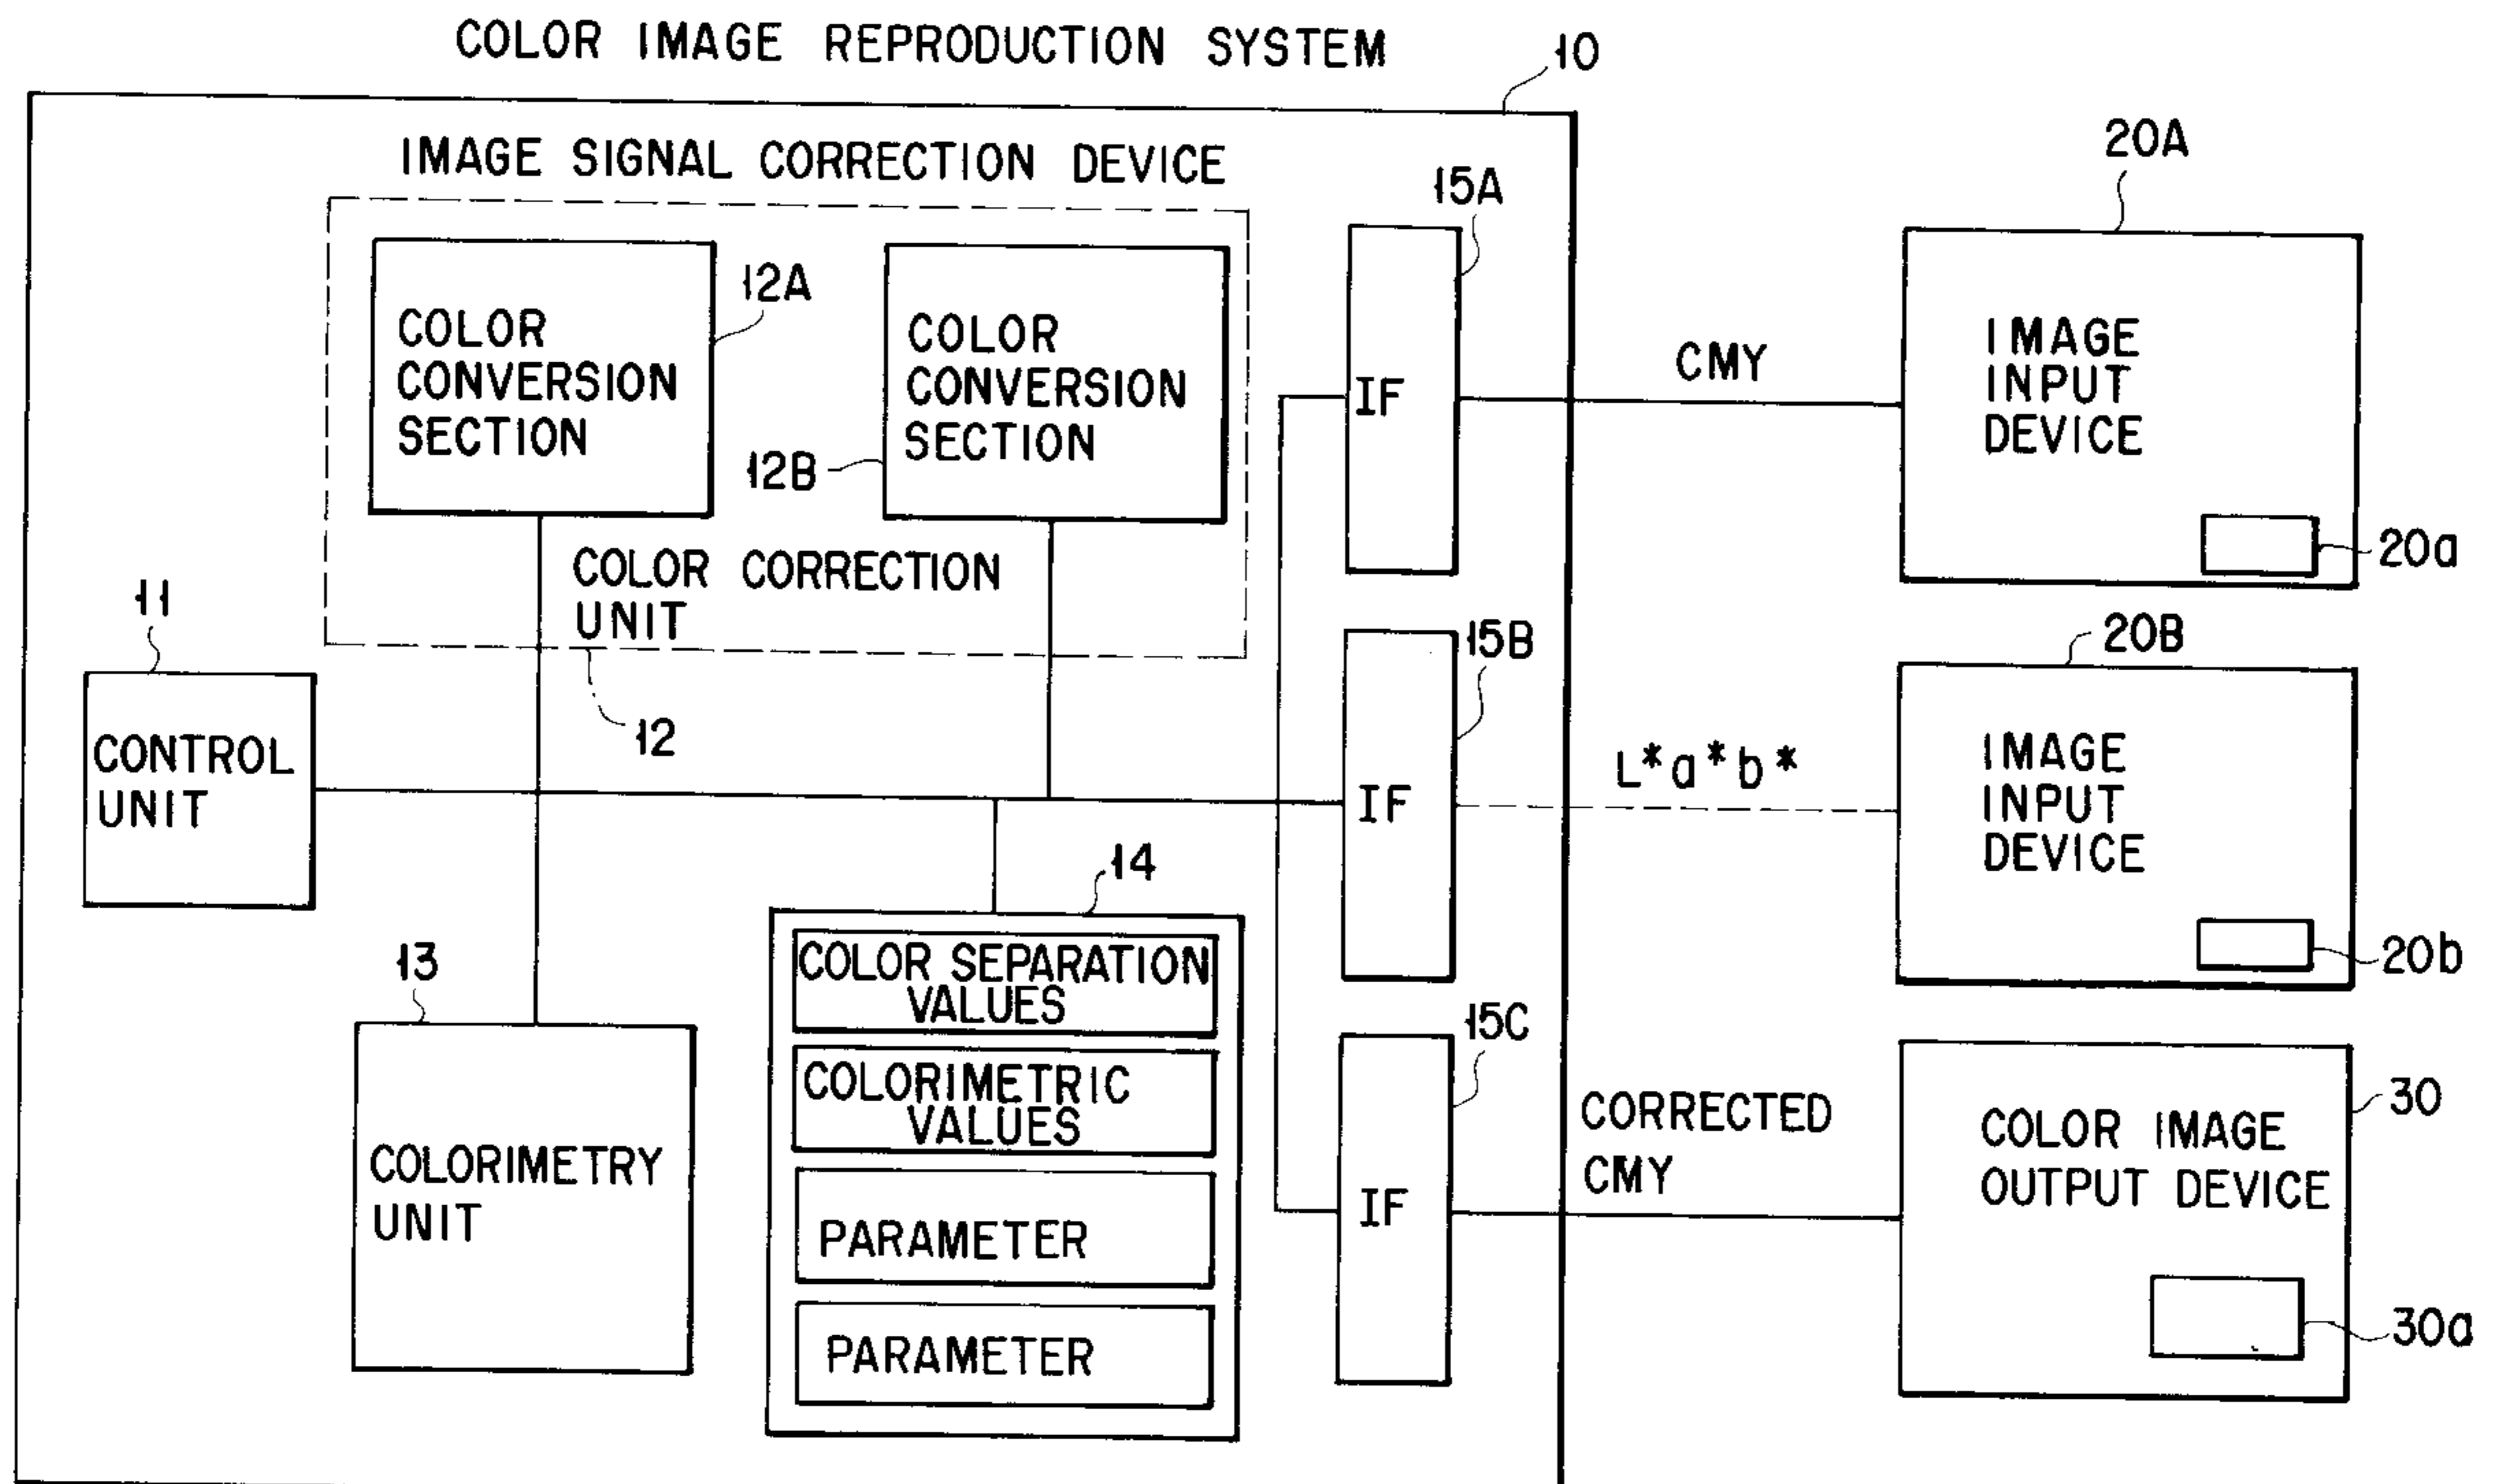 COLOR IMAGE REPRODUCTION SYSTEM
10
IMAGE SIGNAL CORRECTION DEVICE
COLOR
CONVERSION
SECTION
12A
COLOR
CONVERSION
SECTION
12B
COLOR CORRECTION
UNIT
12
11
CONTROL
UNIT
13
COLORIMETRY
UNIT
14
COLOR SEPARATION
VALUES
COLORIMETRIC
VALUES
PARAMETER
PARAMETER
15A
IF
15B
IF
15C
IF
CMY
L*a*b*
CORRECTED
CMY
20A
IMAGE
INPUT
DEVICE
20a
20B
IMAGE
INPUT
DEVICE
20b
30
COLOR IMAGE
OUTPUT DEVICE
30a